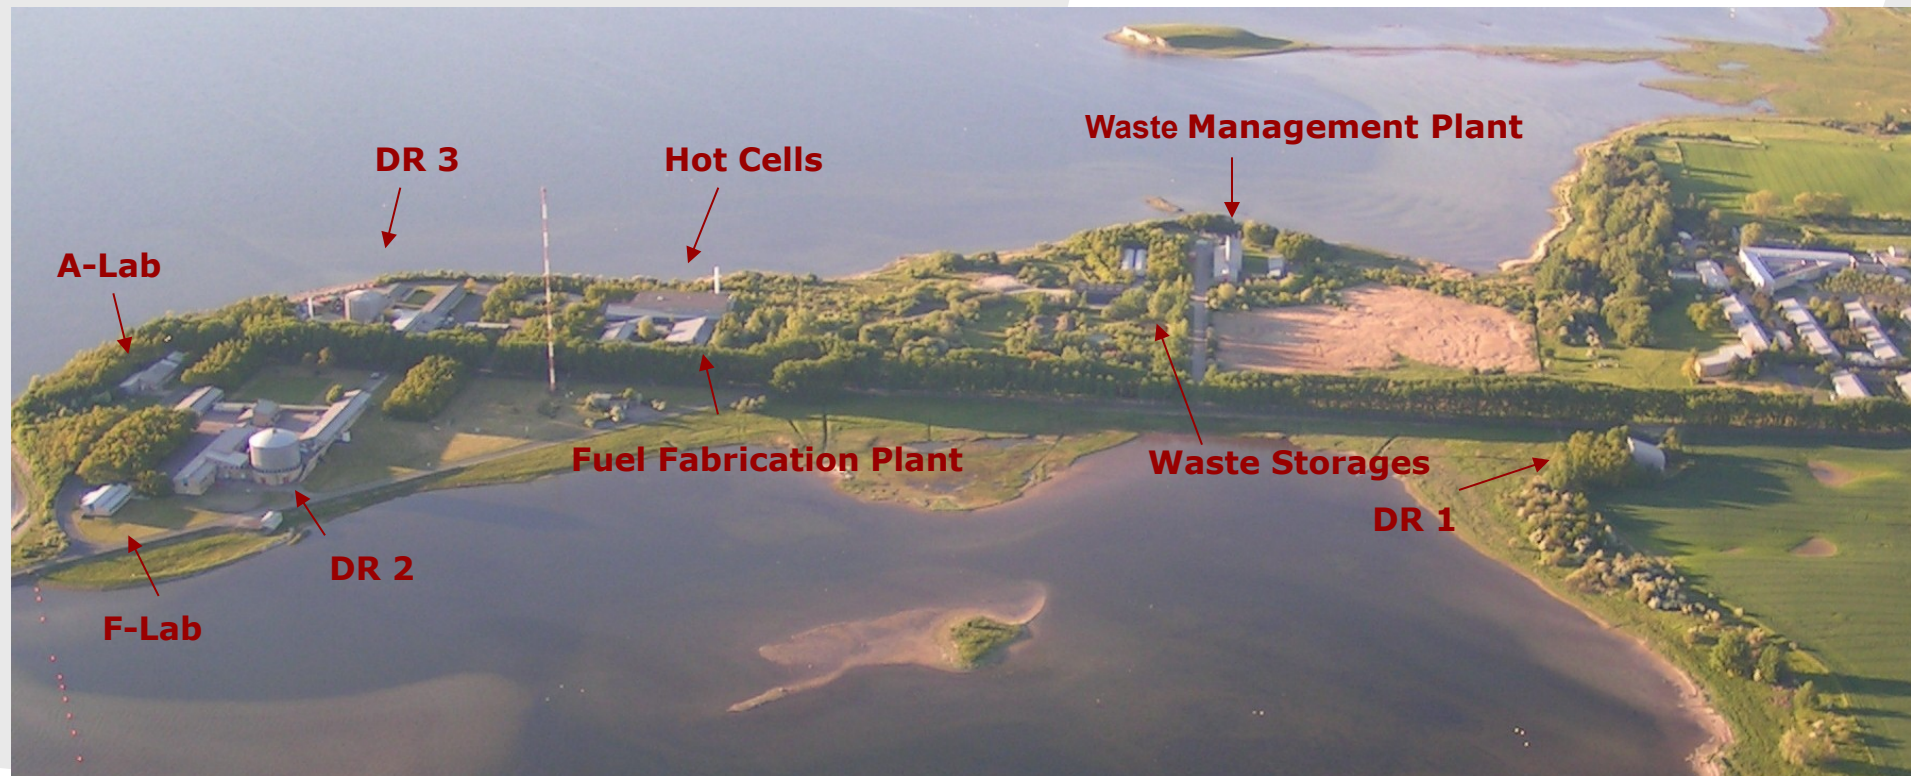 Waste Management Plant
DR 3
Hot Cells
A-Lab
Fuel Fabrication Plant
Waste Storages
DR 1
DR 2
F-Lab